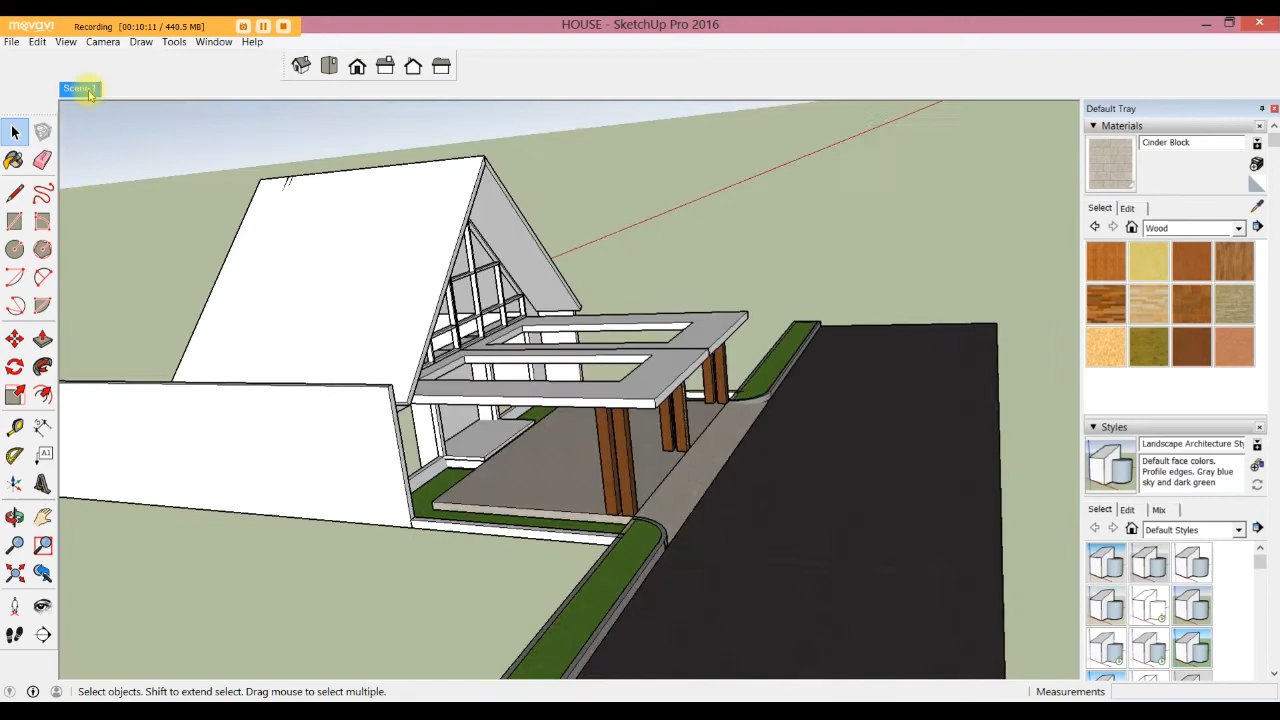 movavi
Recording [00:10:11 / 440.5 MB]
HOUSE - SketchUp Pro 2016
File Edit View Camera Draw Tools Window Help
Scene 1
Default Tray
Materials
Cinder Block
Select Edit
Wood
A1
Styles
Landscape Architecture Sty
Default face colors.
Profile edges. Gray blue
sky and dark green
Select Edit Mix
Default Styles
Select objects. Shift to extend select. Drag mouse to select multiple.
Measurements